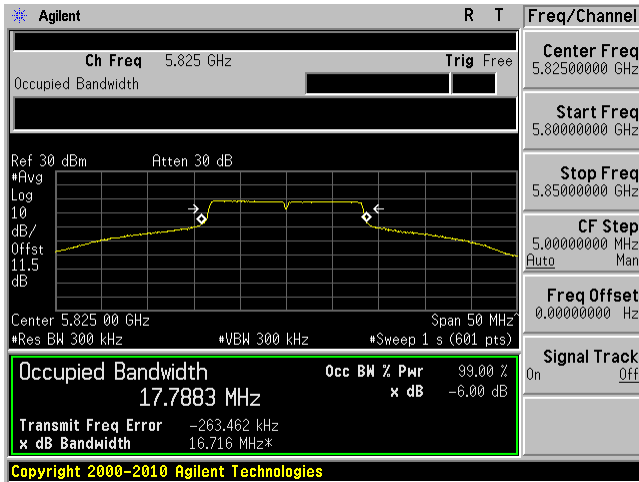 Agilent R T
Freq/Channel
Ch Freq 5.825 GHz Trig Free
Occupied Bandwidth
Center Freq
5.82500000 GHz
Start Freq
5.80000000 GHz
Stop Freq
5.85000000 GHz
CF Step
5.00000000 MHz
Auto Man
Freq Offset
0.00000000 Hz
Signal Track
On Off
Ref 30 dBm Atten 30 dB
#Avg
Log
10
dB/
Offst
11.5
dB
Center 5.825 00 GHz Span 50 MHz^
#Res BW 300 kHz #VBW 300 kHz #Sweep 1 s (601 pts)
Occupied Bandwidth Occ BW % Pwr 99.00 %
17.7883 MHz x dB -6.00 dB
Transmit Freq Error -263.462 kHz
x dB Bandwidth 16.716 MHz*
Copyright 2000-2010 Agilent Technologies